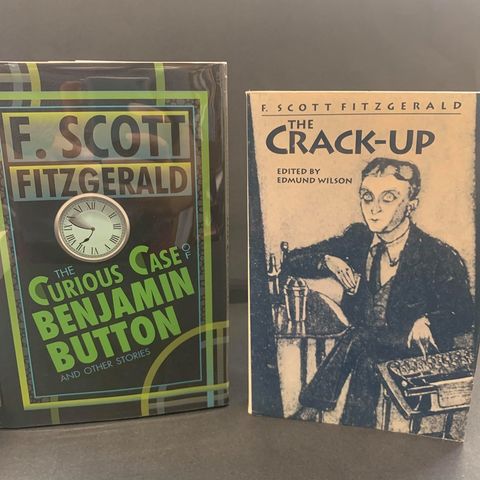 F. SCOTT
FITZGERALD
THE
CURIOUS CASE OF
BENJAMIN
BUTTON
AND OTHER STORIES
F. SCOTT FITZGERALD
THE
CRACK-UP
EDITED BY
EDMUND WILSON